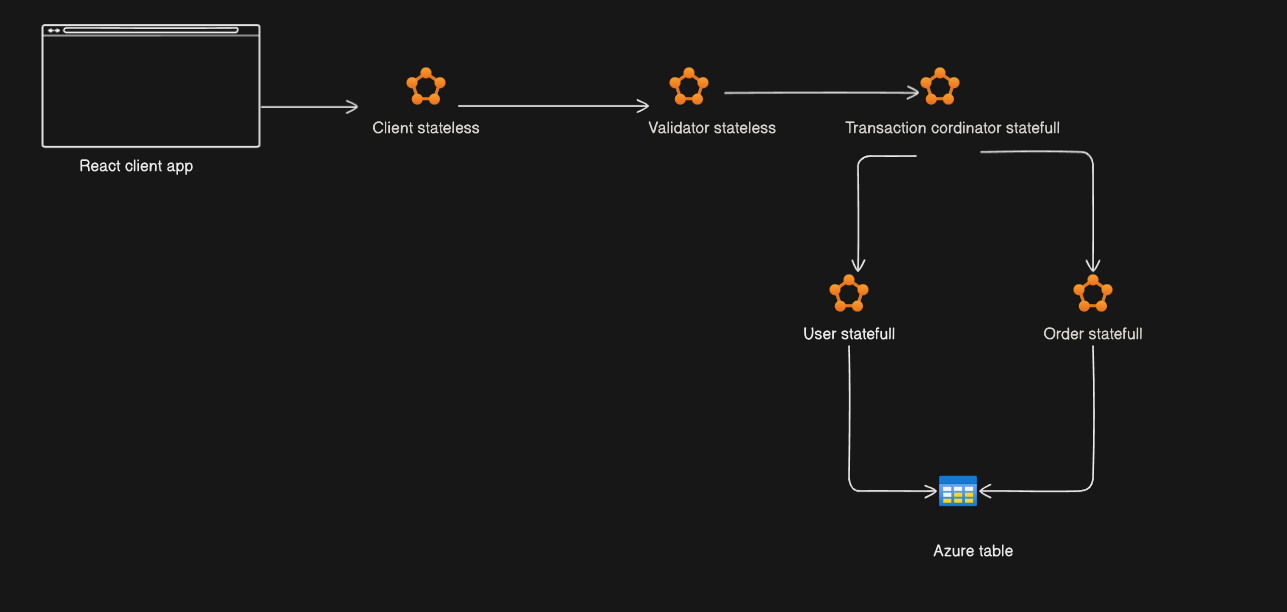 Client stateless
Validator stateless
Transaction cordinator statefull
React client app
User statefull
Order statefull
Azure table